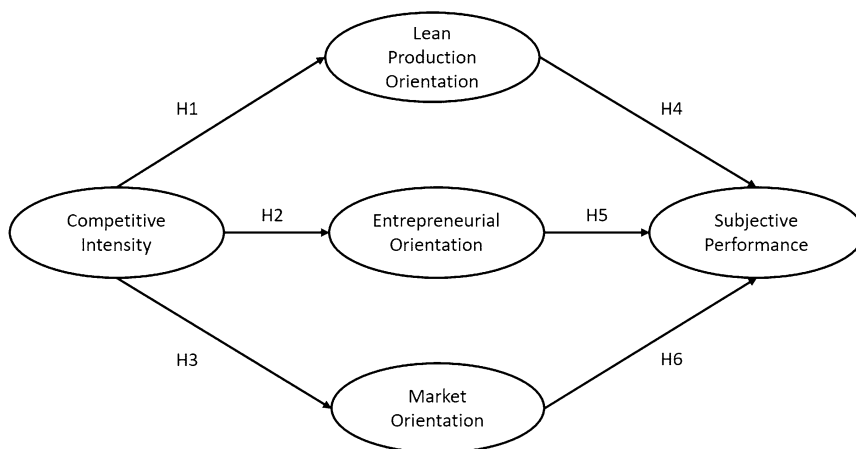 Lean
Production
Orientation
H1
H4
Competitive
Intensity
H2
Entrepreneurial
Orientation
H5
Subjective
Performance
H3
H6
Market
Orientation